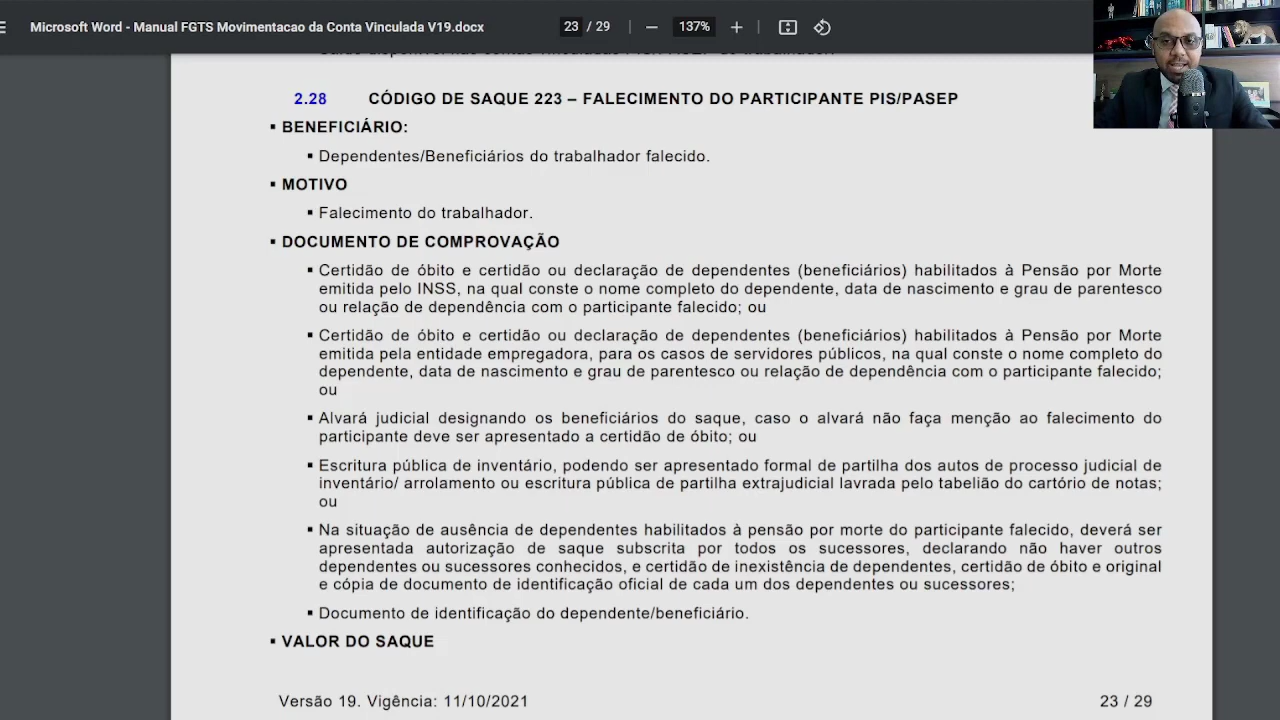 Microsoft Word - Manual FGTS Movimentacao da Conta Vinculada V19.docx
23 / 29
137%
2.28 CÓDIGO DE SAQUE 223 – FALECIMENTO DO PARTICIPANTE PIS/PASEP
▪ BENEFICIÁRIO:
▪ Dependentes/Beneficiários do trabalhador falecido.
▪ MOTIVO
▪ Falecimento do trabalhador.
▪ DOCUMENTO DE COMPROVAÇÃO
▪ Certidão de óbito e certidão ou declaração de dependentes (beneficiários) habilitados à Pensão por Morte
emitida pelo INSS, na qual conste o nome completo do dependente, data de nascimento e grau de parentesco
ou relação de dependência com o participante falecido; ou
▪ Certidão de óbito e certidão ou declaração de dependentes (beneficiários) habilitados à Pensão por Morte
emitida pela entidade empregadora, para os casos de servidores públicos, na qual conste o nome completo do
dependente, data de nascimento e grau de parentesco ou relação de dependência com o participante falecido;
ou
▪ Alvará judicial designando os beneficiários do saque, caso o alvará não faça menção ao falecimento do
participante deve ser apresentado a certidão de óbito; ou
▪ Escritura pública de inventário, podendo ser apresentado formal de partilha dos autos de processo judicial de
inventário/ arrolamento ou escritura pública de partilha extrajudicial lavrada pelo tabelião do cartório de notas;
ou
▪ Na situação de ausência de dependentes habilitados à pensão por morte do participante falecido, deverá ser
apresentada autorização de saque subscrita por todos os sucessores, declarando não haver outros
dependentes ou sucessores conhecidos, e certidão de inexistência de dependentes, certidão de óbito e original
e cópia de documento de identificação oficial de cada um dos dependentes ou sucessores;
▪ Documento de identificação do dependente/beneficiário.
▪ VALOR DO SAQUE
Versão 19. Vigência: 11/10/2021
23 / 29